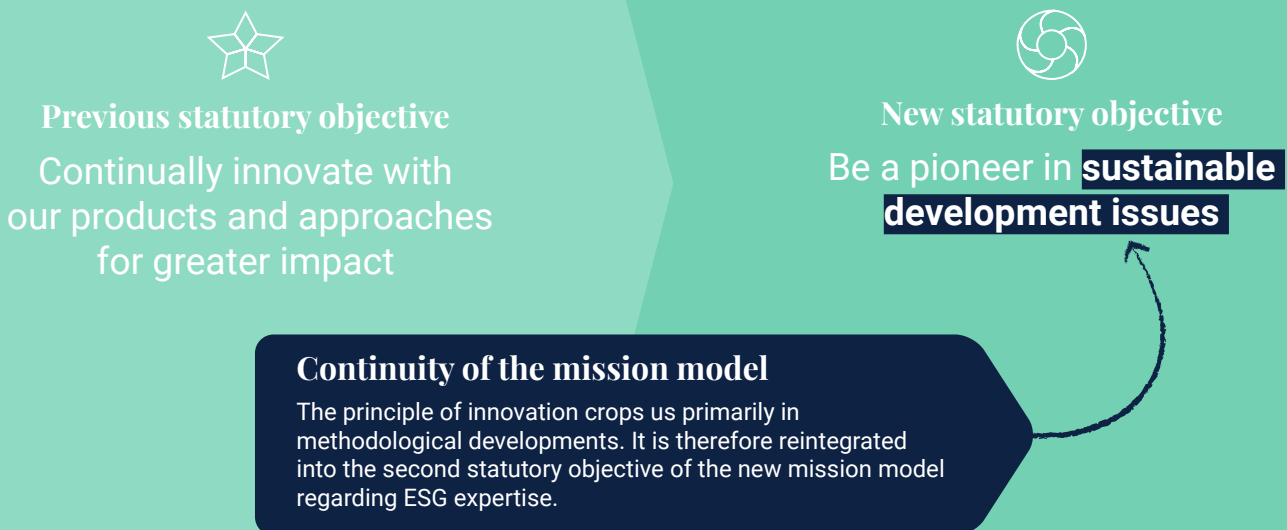 Previous statutory objective
Continually innovate with
our products and approaches
for greater impact
New statutory objective
Be a pioneer in sustainable
development issues
Continuity of the mission model
The principle of innovation crops us primarily in
methodological developments. It is therefore reintegrated
into the second statutory objective of the new mission model
regarding ESG expertise.